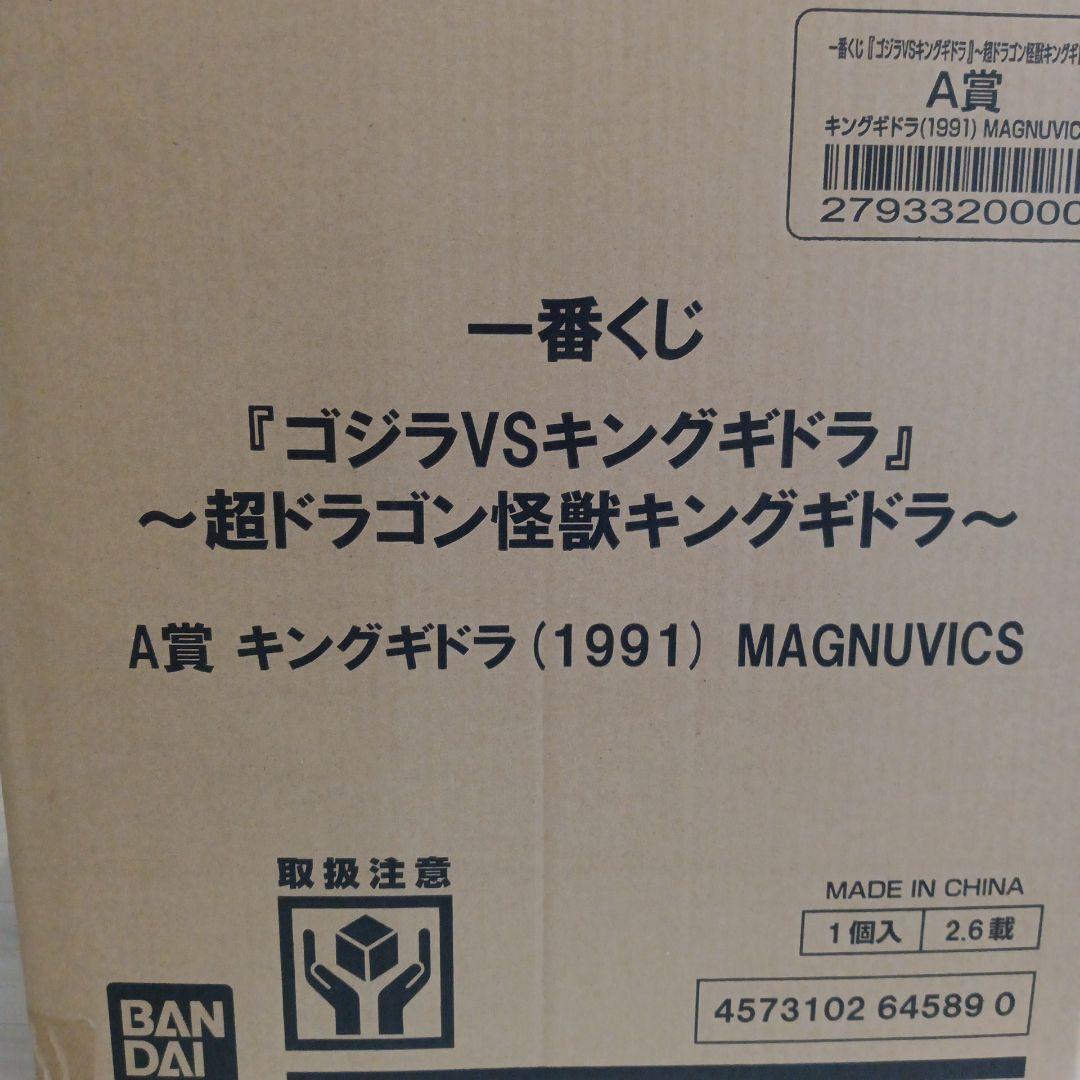 一番くじ『ゴジラVSキングギドラ』~超ドラゴン怪獣キングギ
A賞
キングギドラ(1991) MAGNUVIC
27933200000
一番くじ
『ゴジラVSキングギドラ』
~超ドラゴン怪獣キングギドラ~
A賞 キングギドラ(1991) MAGNUVICS
取扱注意
MADE IN CHINA
1個入 2.6載
4573102 64589 0
BAN
DAI